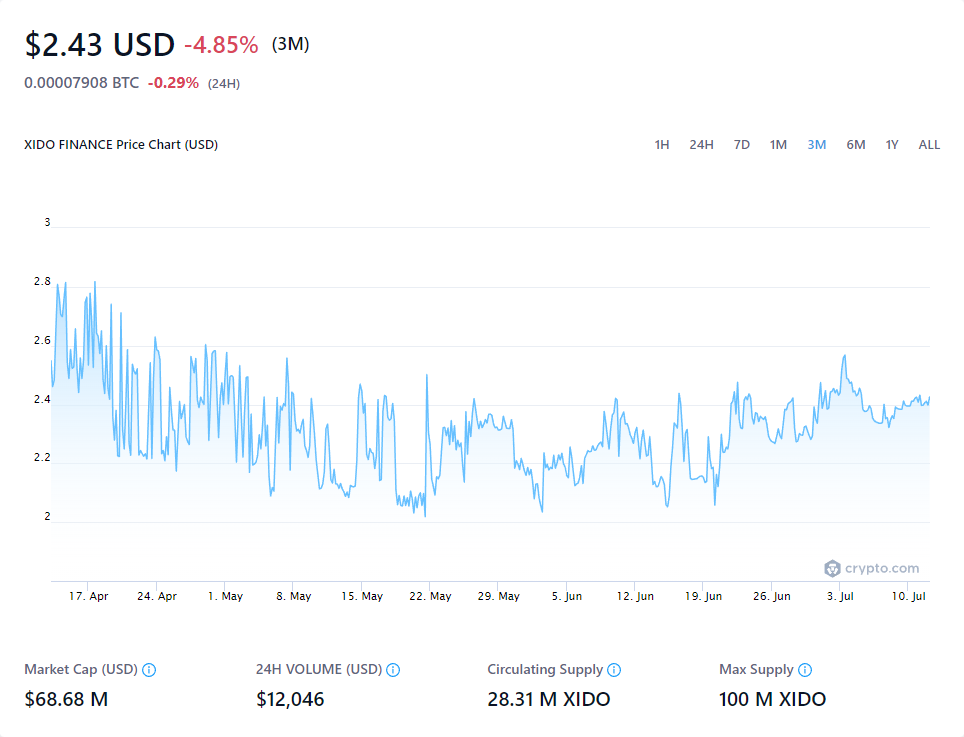 $2.43 USD -4.85% (3M)
0.00007908 BTC -0.29% (24H)
XIDO FINANCE Price Chart (USD) 1H 24H 7D 1M 3M 6M 1Y ALL
3
2.8
2.6
2.4
2.2
2
crypto.com
17. Apr 24. Apr 1. May 8. May 15. May 22. May 29. May 5. Jun 12. Jun 19. Jun 26. Jun 3. Jul 10. Jul
Market Cap (USD) 24H VOLUME (USD) Circulating Supply Max Supply
$68.68 M $12,046 28.31 M XIDO 100 M XIDO